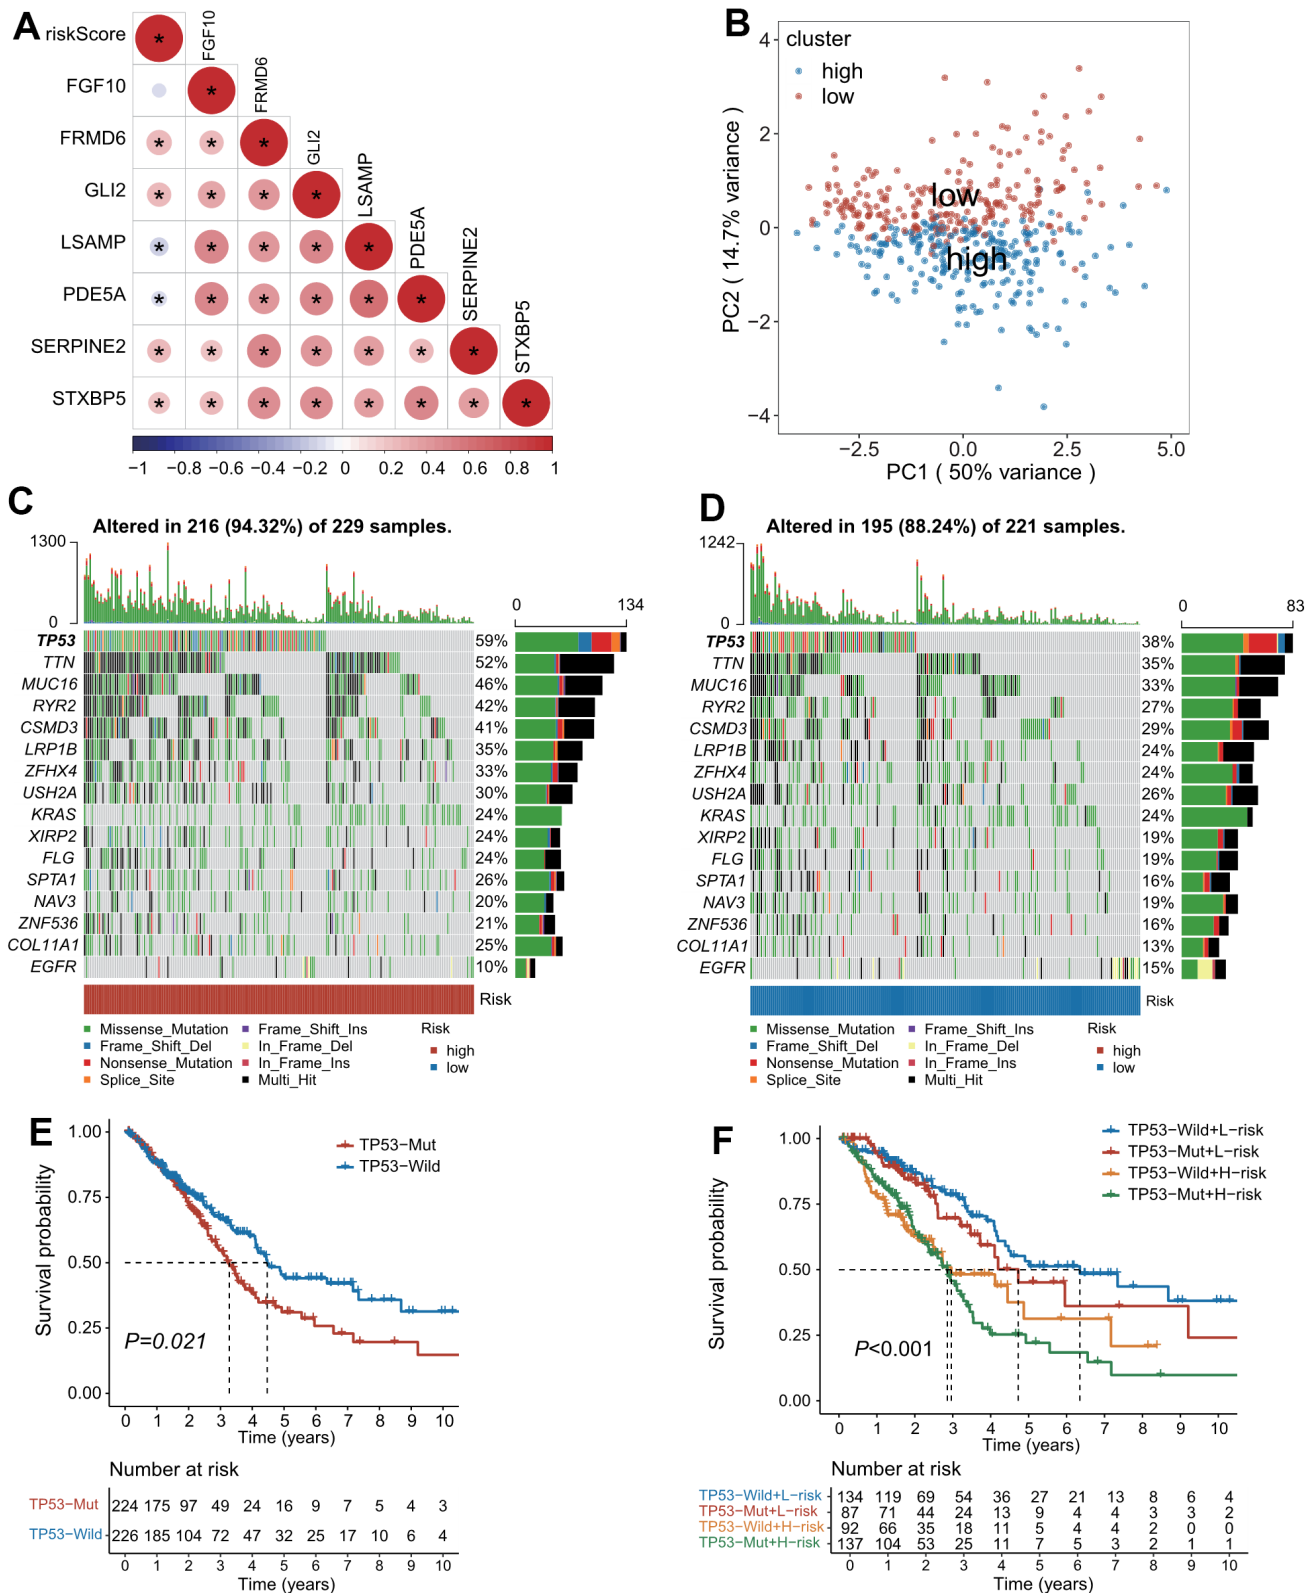 A
riskScore
FGF10
FRMD6
GLI2
LSAMP
PDE5A
SERPINE2
STXBP5
FGF10
FRMD6
GLI2
LSAMP
PDE5A
SERPINE2
STXBP5
−1 −0.8 −0.6 −0.4 −0.2 0 0.2 0.4 0.6 0.8 1
B
cluster
high
low
low
high
4
2
0
−2
−4
PC2 ( 14.7% variance )
−2.5 0.0 2.5 5.0
PC1 ( 50% variance )
C
Altered in 216 (94.32%) of 229 samples.
1300
0
0 134
TP53 59%
TTN 52%
MUC16 46%
RYR2 42%
CSMD3 41%
LRP1B 35%
ZFHX4 33%
USH2A 30%
KRAS 24%
XIRP2 24%
FLG 24%
SPTA1 26%
NAV3 20%
ZNF536 21%
COL11A1 25%
EGFR 10%
Risk
Missense_Mutation Frame_Shift_Ins Risk
Frame_Shift_Del In_Frame_Del high
Nonsense_Mutation In_Frame_Ins low
Splice_Site Multi_Hit
D
Altered in 195 (88.24%) of 221 samples.
1242
0
0 83
TP53 38%
TTN 35%
MUC16 33%
RYR2 27%
CSMD3 29%
LRP1B 24%
ZFHX4 24%
USH2A 26%
KRAS 24%
XIRP2 19%
FLG 19%
SPTA1 16%
NAV3 19%
ZNF536 16%
COL11A1 13%
EGFR 15%
Risk
Missense_Mutation Frame_Shift_Ins Risk
Frame_Shift_Del In_Frame_Del high
Nonsense_Mutation In_Frame_Ins low
Splice_Site Multi_Hit
E
TP53−Mut
TP53−Wild
Survival probability
1.00
0.75
0.50
0.25
0.00
P=0.021
0 1 2 3 4 5 6 7 8 9 10
Time (years)
Number at risk
TP53−Mut 224 175 97 49 24 16 9 7 5 4 3
TP53−Wild 226 185 104 72 47 32 25 17 10 6 4
0 1 2 3 4 5 6 7 8 9 10
Time (years)
F
TP53−Wild+L−risk
TP53−Mut+L−risk
TP53−Wild+H−risk
TP53−Mut+H−risk
Survival probability
1.00
0.75
0.50
0.25
0.00
P<0.001
0 1 2 3 4 5 6 7 8 9 10
Time (years)
Number at risk
TP53−Wild+L−risk 134 119 69 54 36 27 21 13 8 6 4
TP53−Mut+L−risk 87 71 44 24 13 9 4 4 3 3 2
TP53−Wild+H−risk 92 66 35 18 11 5 4 4 2 0 0
TP53−Mut+H−risk 137 104 53 25 11 7 5 3 2 1 1
0 1 2 3 4 5 6 7 8 9 10
Time (years)